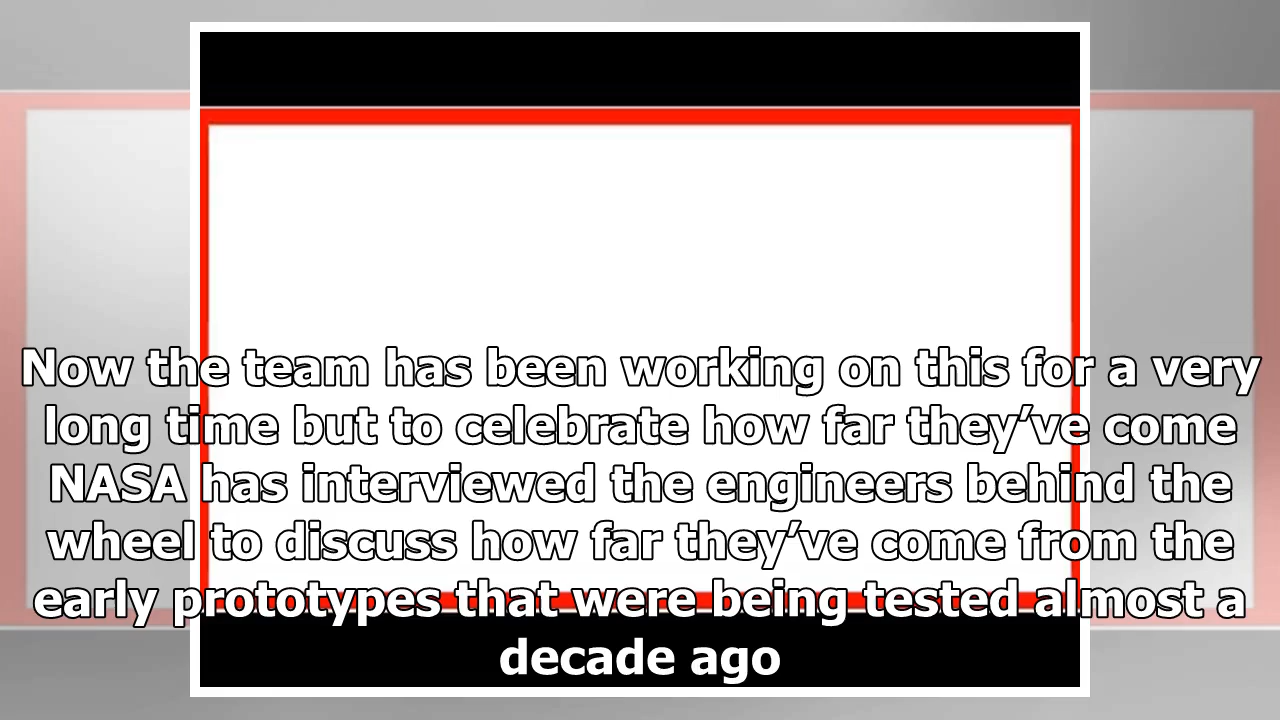 Now the team has been working on this for a very
long time but to celebrate how far they’ve come
NASA has interviewed the engineers behind the
wheel to discuss how far they’ve come from the
early prototypes that were being tested almost a
decade ago